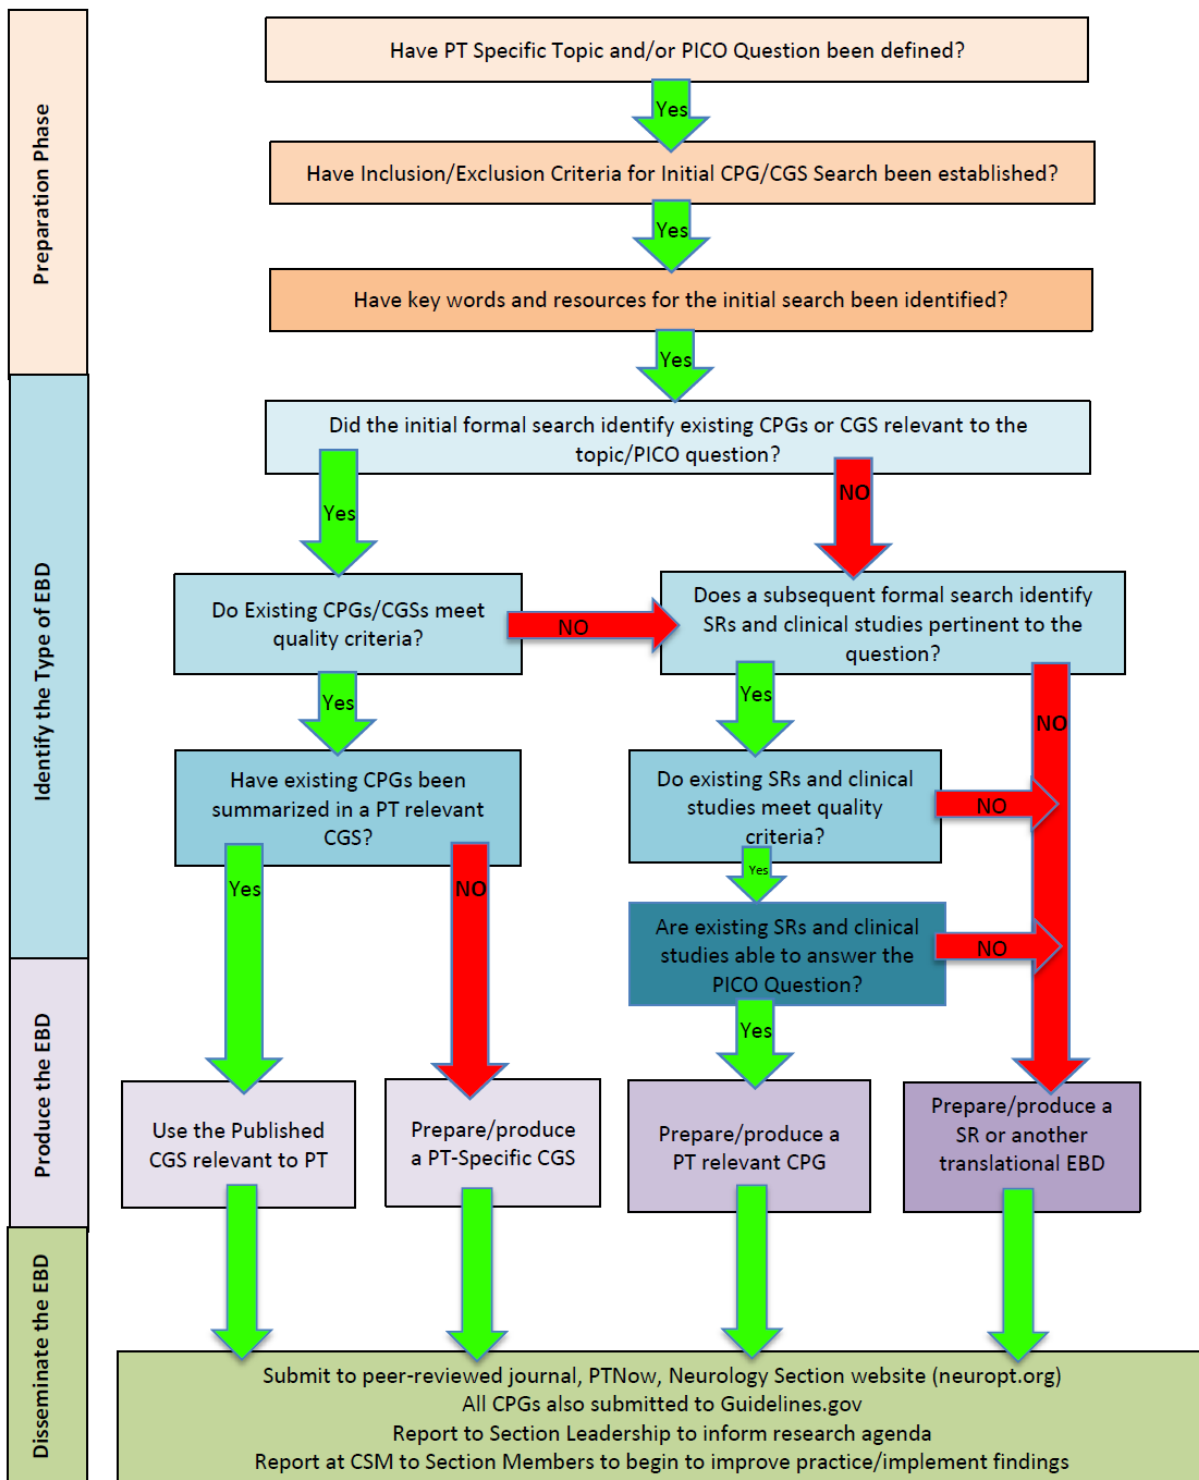 Preparation Phase
Have PT Specific Topic and/or PICO Question been defined?
Yes
Have Inclusion/Exclusion Criteria for Initial CPG/CGS Search been established?
Yes
Have key words and resources for the initial search been identified?
Yes
Identify the Type of EBD
Did the initial formal search identify existing CPGs or CGS relevant to the
topic/PICO question?
Yes
NO
Do Existing CPGs/CGSs meet
quality criteria?
NO
Does a subsequent formal search identify
SRs and clinical studies pertinent to the
question?
Yes
Yes
NO
Have existing CPGs been
summarized in a PT relevant
CGS?
Do existing SRs and clinical
studies meet quality
criteria?
NO
Yes
NO
Yes
Are existing SRs and clinical
studies able to answer the
PICO Question?
NO
Yes
Produce the EBD
Use the Published
CGS relevant to PT
Prepare/produce
a PT-Specific CGS
Prepare/produce a
PT relevant CPG
Prepare/produce a
SR or another
translational EBD
Disseminate the EBD
Submit to peer-reviewed journal, PTNow, Neurology Section website (neuropt.org)
All CPGs also submitted to Guidelines.gov
Report to Section Leadership to inform research agenda
Report at CSM to Section Members to begin to improve practice/implement findings